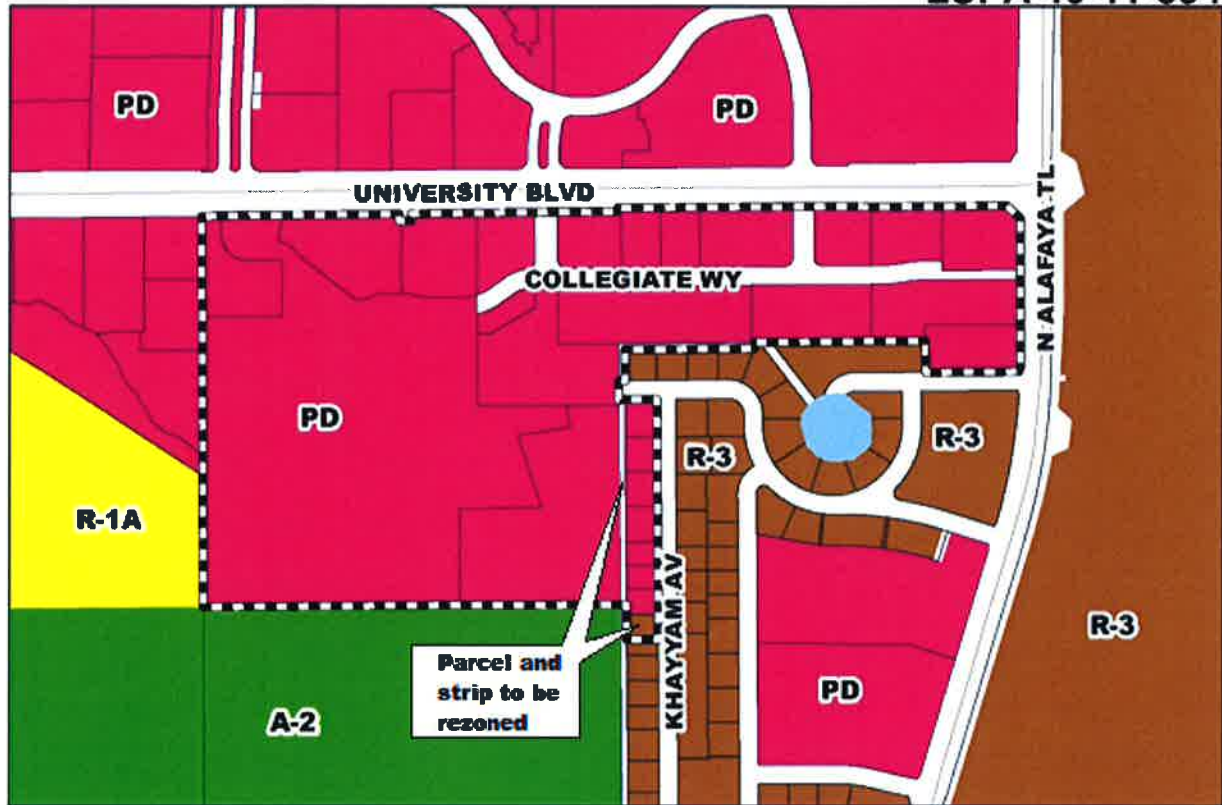 PD
PD
UNIVERSITY BLVD
COLLEGIATE WY
N ALAFAYA TL
PD
R-3
R-3
R-1A
KHAYYAM AV
R-3
Parcel and
strip to be
rezoned
PD
A-2